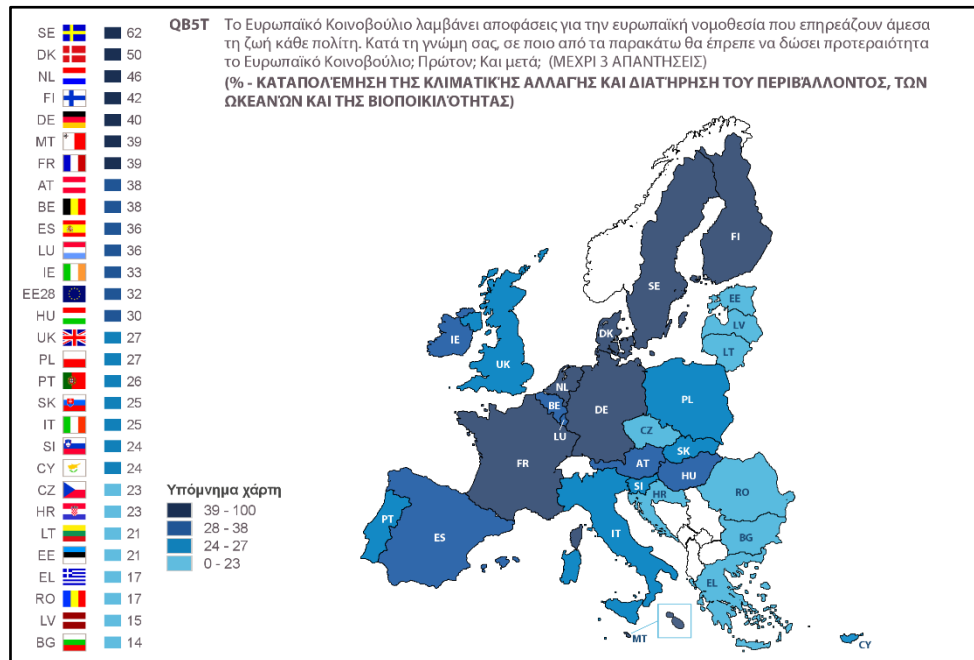 QB5T Το Ευρωπαϊκό Κοινοβούλιο λαμβάνει αποφάσεις για την ευρωπαϊκή νομοθεσία που επηρεάζουν άμεσα
τη ζωή κάθε πολίτη. Κατά τη γνώμη σας, σε ποιο από τα παρακάτω θα έπρεπε να δώσει προτεραιότητα
το Ευρωπαϊκό Κοινοβούλιο; Πρώτον; Και μετά; (ΜΕΧΡΙ 3 ΑΠΑΝΤΗΣΕΙΣ)
(% - ΚΑΤΑΠΟΛΈΜΗΣΗ ΤΗΣ ΚΛΙΜΑΤΙΚΉΣ ΑΛΛΑΓΉΣ ΚΑΙ ΔΙΑΤΉΡΗΣΗ ΤΟΥ ΠΕΡΙΒΆΛΛΟΝΤΟΣ, ΤΩΝ
ΩΚΕΑΝΏΝ ΚΑΙ ΤΗΣ ΒΙΟΠΟΙΚΙΛΌΤΗΤΑΣ)
SE 62
DK 50
NL 46
FI 42
DE 40
MT 39
FR 39
AT 38
BE 38
ES 36
LU 36
IE 33
EE28 32
HU 30
UK 27
PL 27
PT 26
SK 25
IT 25
SI 24
CY 24
CZ 23
HR 23
LT 21
EE 21
EL 17
RO 17
LV 15
BG 14
FI
SE
EE
LV
DK
LT
IE
UK
NL
PL
BE
DE
CZ
LU
SK
AT
FR
HU
SI
HR
RO
PT
ES
IT
BG
EL
MT
CY
Υπόμνημα χάρτη
39 - 100
28 - 38
24 - 27
0 - 23